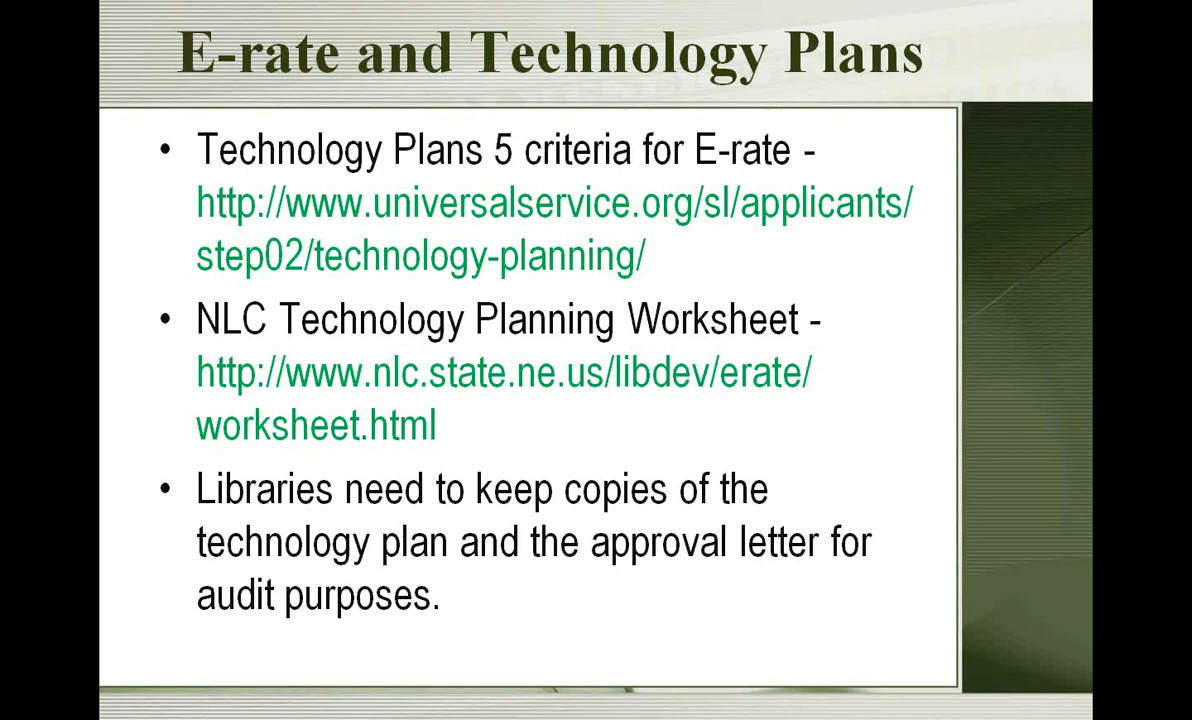 E-rate and Technology Plans
• Technology Plans 5 criteria for E-rate -
http://www.universalservice.org/sl/applicants/
step02/technology-planning/
• NLC Technology Planning Worksheet -
http://www.nlc.state.ne.us/libdev/erate/
worksheet.html
• Libraries need to keep copies of the
technology plan and the approval letter for
audit purposes.